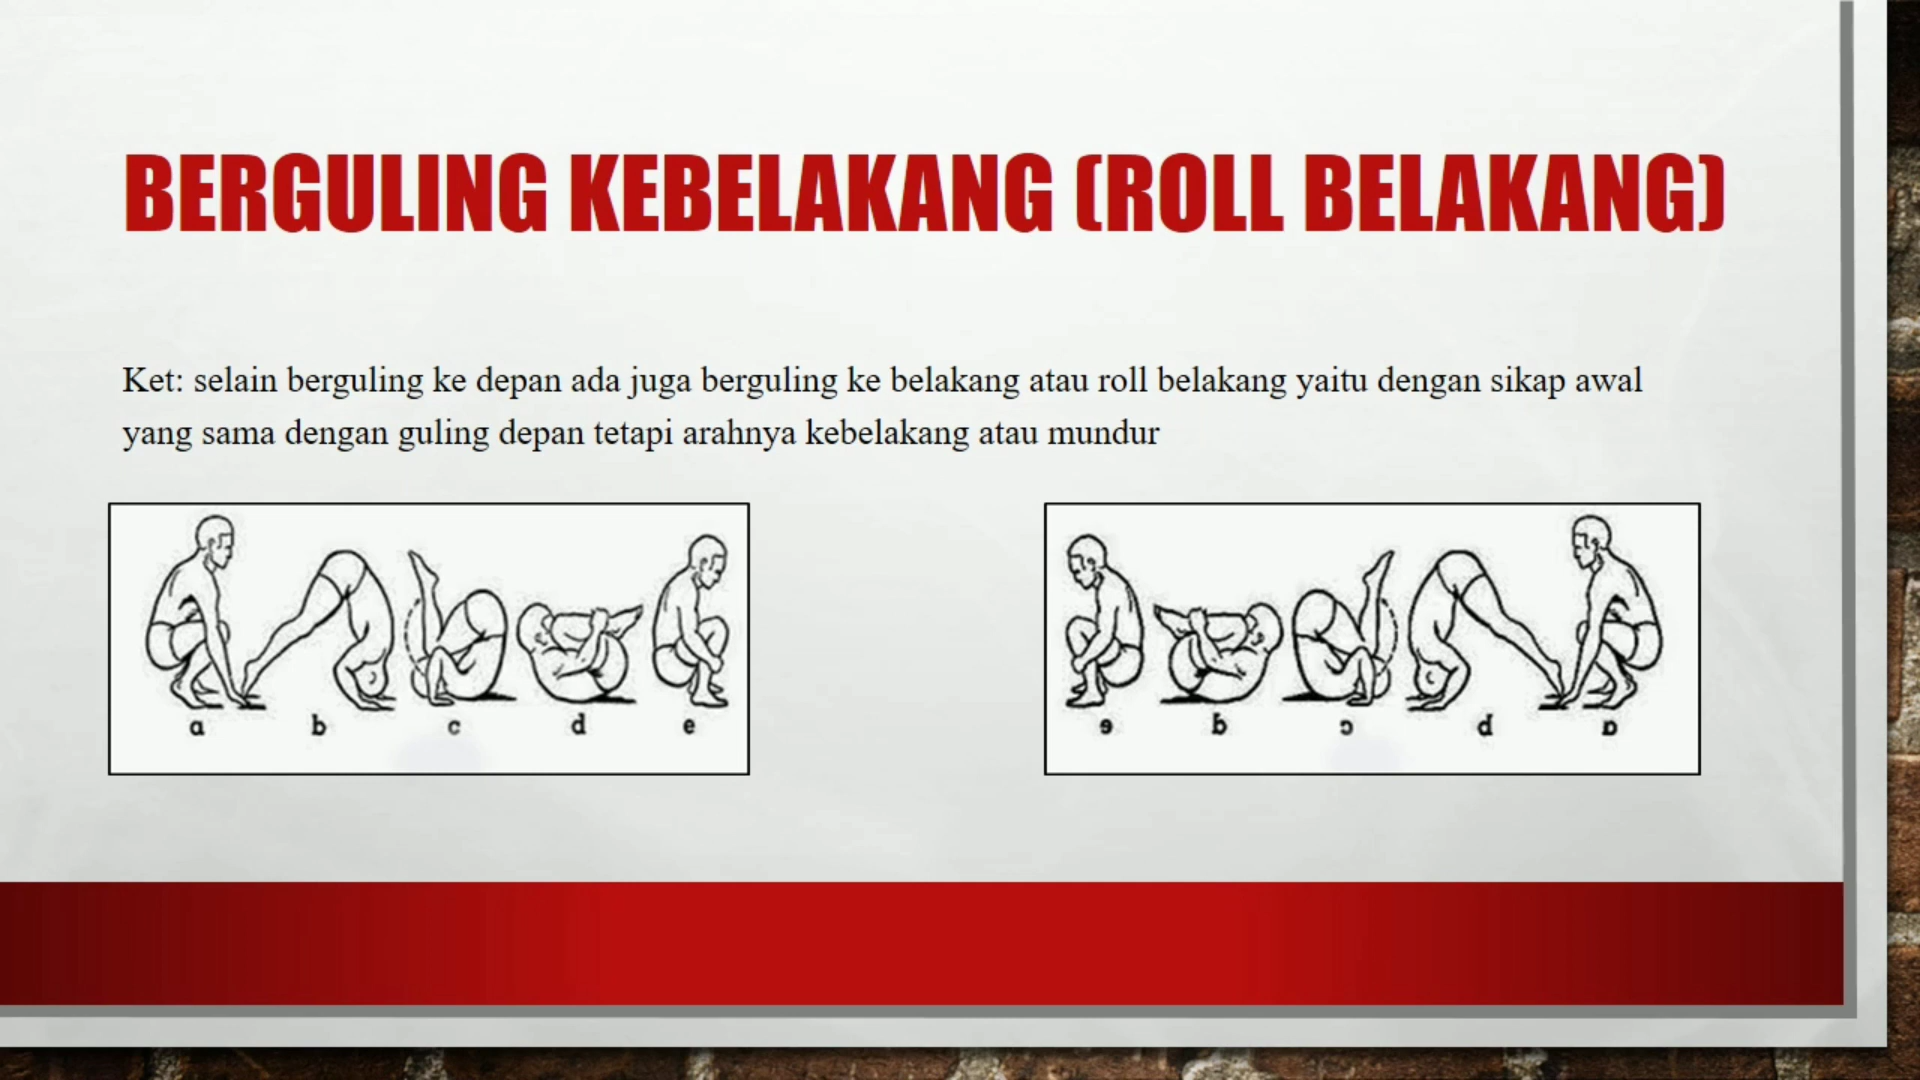 BERGULING KEBELAKANG (ROLL BELAKANG)
Ket: selain berguling ke depan ada juga berguling ke belakang atau roll belakang yaitu dengan sikap awal
yang sama dengan guling depan tetapi arahnya kebelakang atau mundur
a b c d e
e d c b a